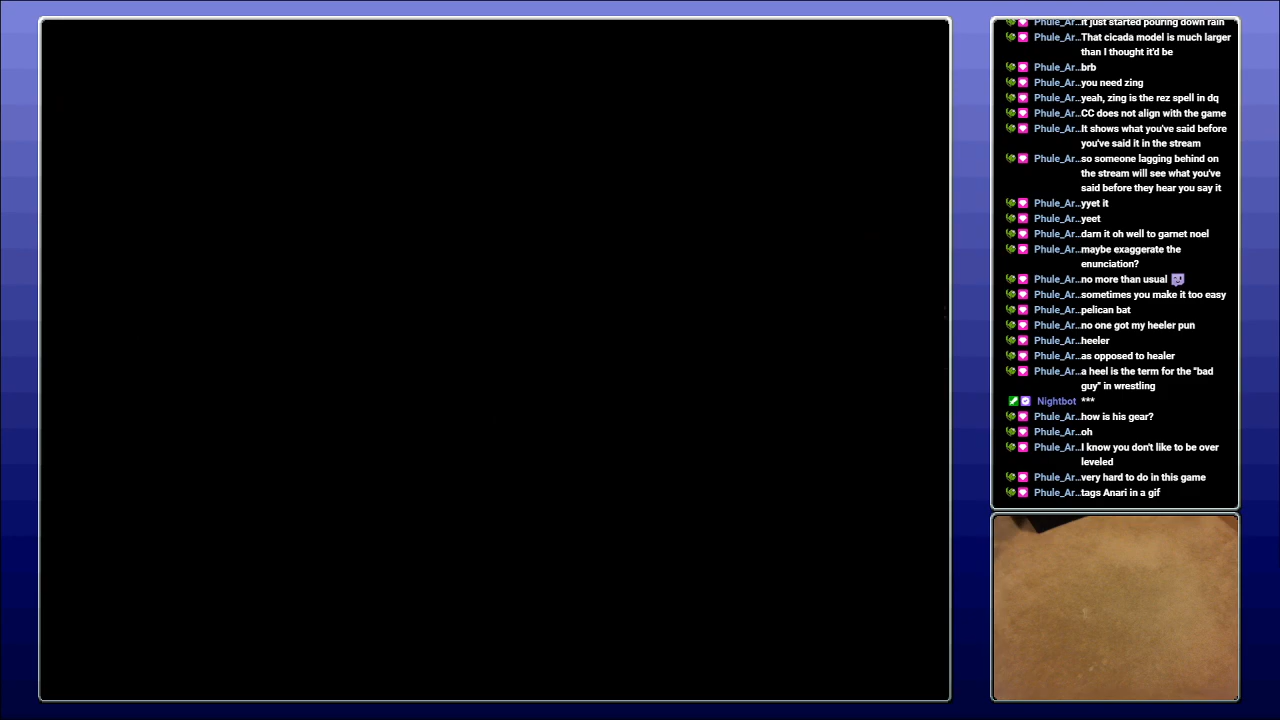 Phule_Ar...it just started pouring down rain
Phule_Ar...That cicada model is much larger
than I thought it'd be
Phule_Ar...brb
Phule_Ar...you need zing
Phule_Ar...yeah, zing is the rez spell in dq
Phule_Ar...CC does not align with the game
Phule_Ar...It shows what you've said before
you've said it in the stream
Phule_Ar...so someone lagging behind on
the stream will see what you've
said before they hear you say it
Phule_Ar...yyet it
Phule_Ar...yeet
Phule_Ar...darn it oh well to garnet noel
Phule_Ar...maybe exaggerate the
enunciation?
Phule_Ar...no more than usual
Phule_Ar...sometimes you make it too easy
Phule_Ar...pelican bat
Phule_Ar...no one got my heeler pun
Phule_Ar...heeler
Phule_Ar...as opposed to healer
Phule_Ar...a heel is the term for the "bad
guy" in wrestling
Nightbot ***
Phule_Ar...how is his gear?
Phule_Ar...oh
Phule_Ar...I know you don't like to be over
leveled
Phule_Ar...very hard to do in this game
Phule_Ar...tags Anari in a gif